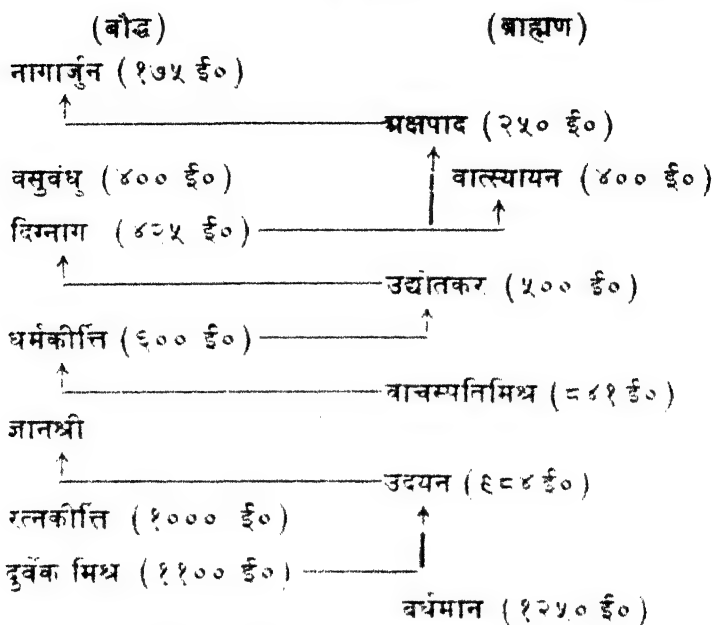 (बौद्ध) (ब्राह्मण)
नागार्जुन (१७५ ई०)
अक्षपाद (२५० ई०)
वसुबंधु (४०० ई०) वात्स्यायन (४०० ई०)
दिग्नाग (४२५ ई०)
उद्योतकर (५०० ई०)
धर्मकीर्त्ति (६०० ई०)
वाचस्पतिमिश्र (८४१ ई०)
ज्ञानश्री
उदयन (९८४ ई०)
रत्नकीर्त्ति (१००० ई०)
दुर्वेक मिश्र (११०० ई०)
वर्धमान (१२५० ई०)